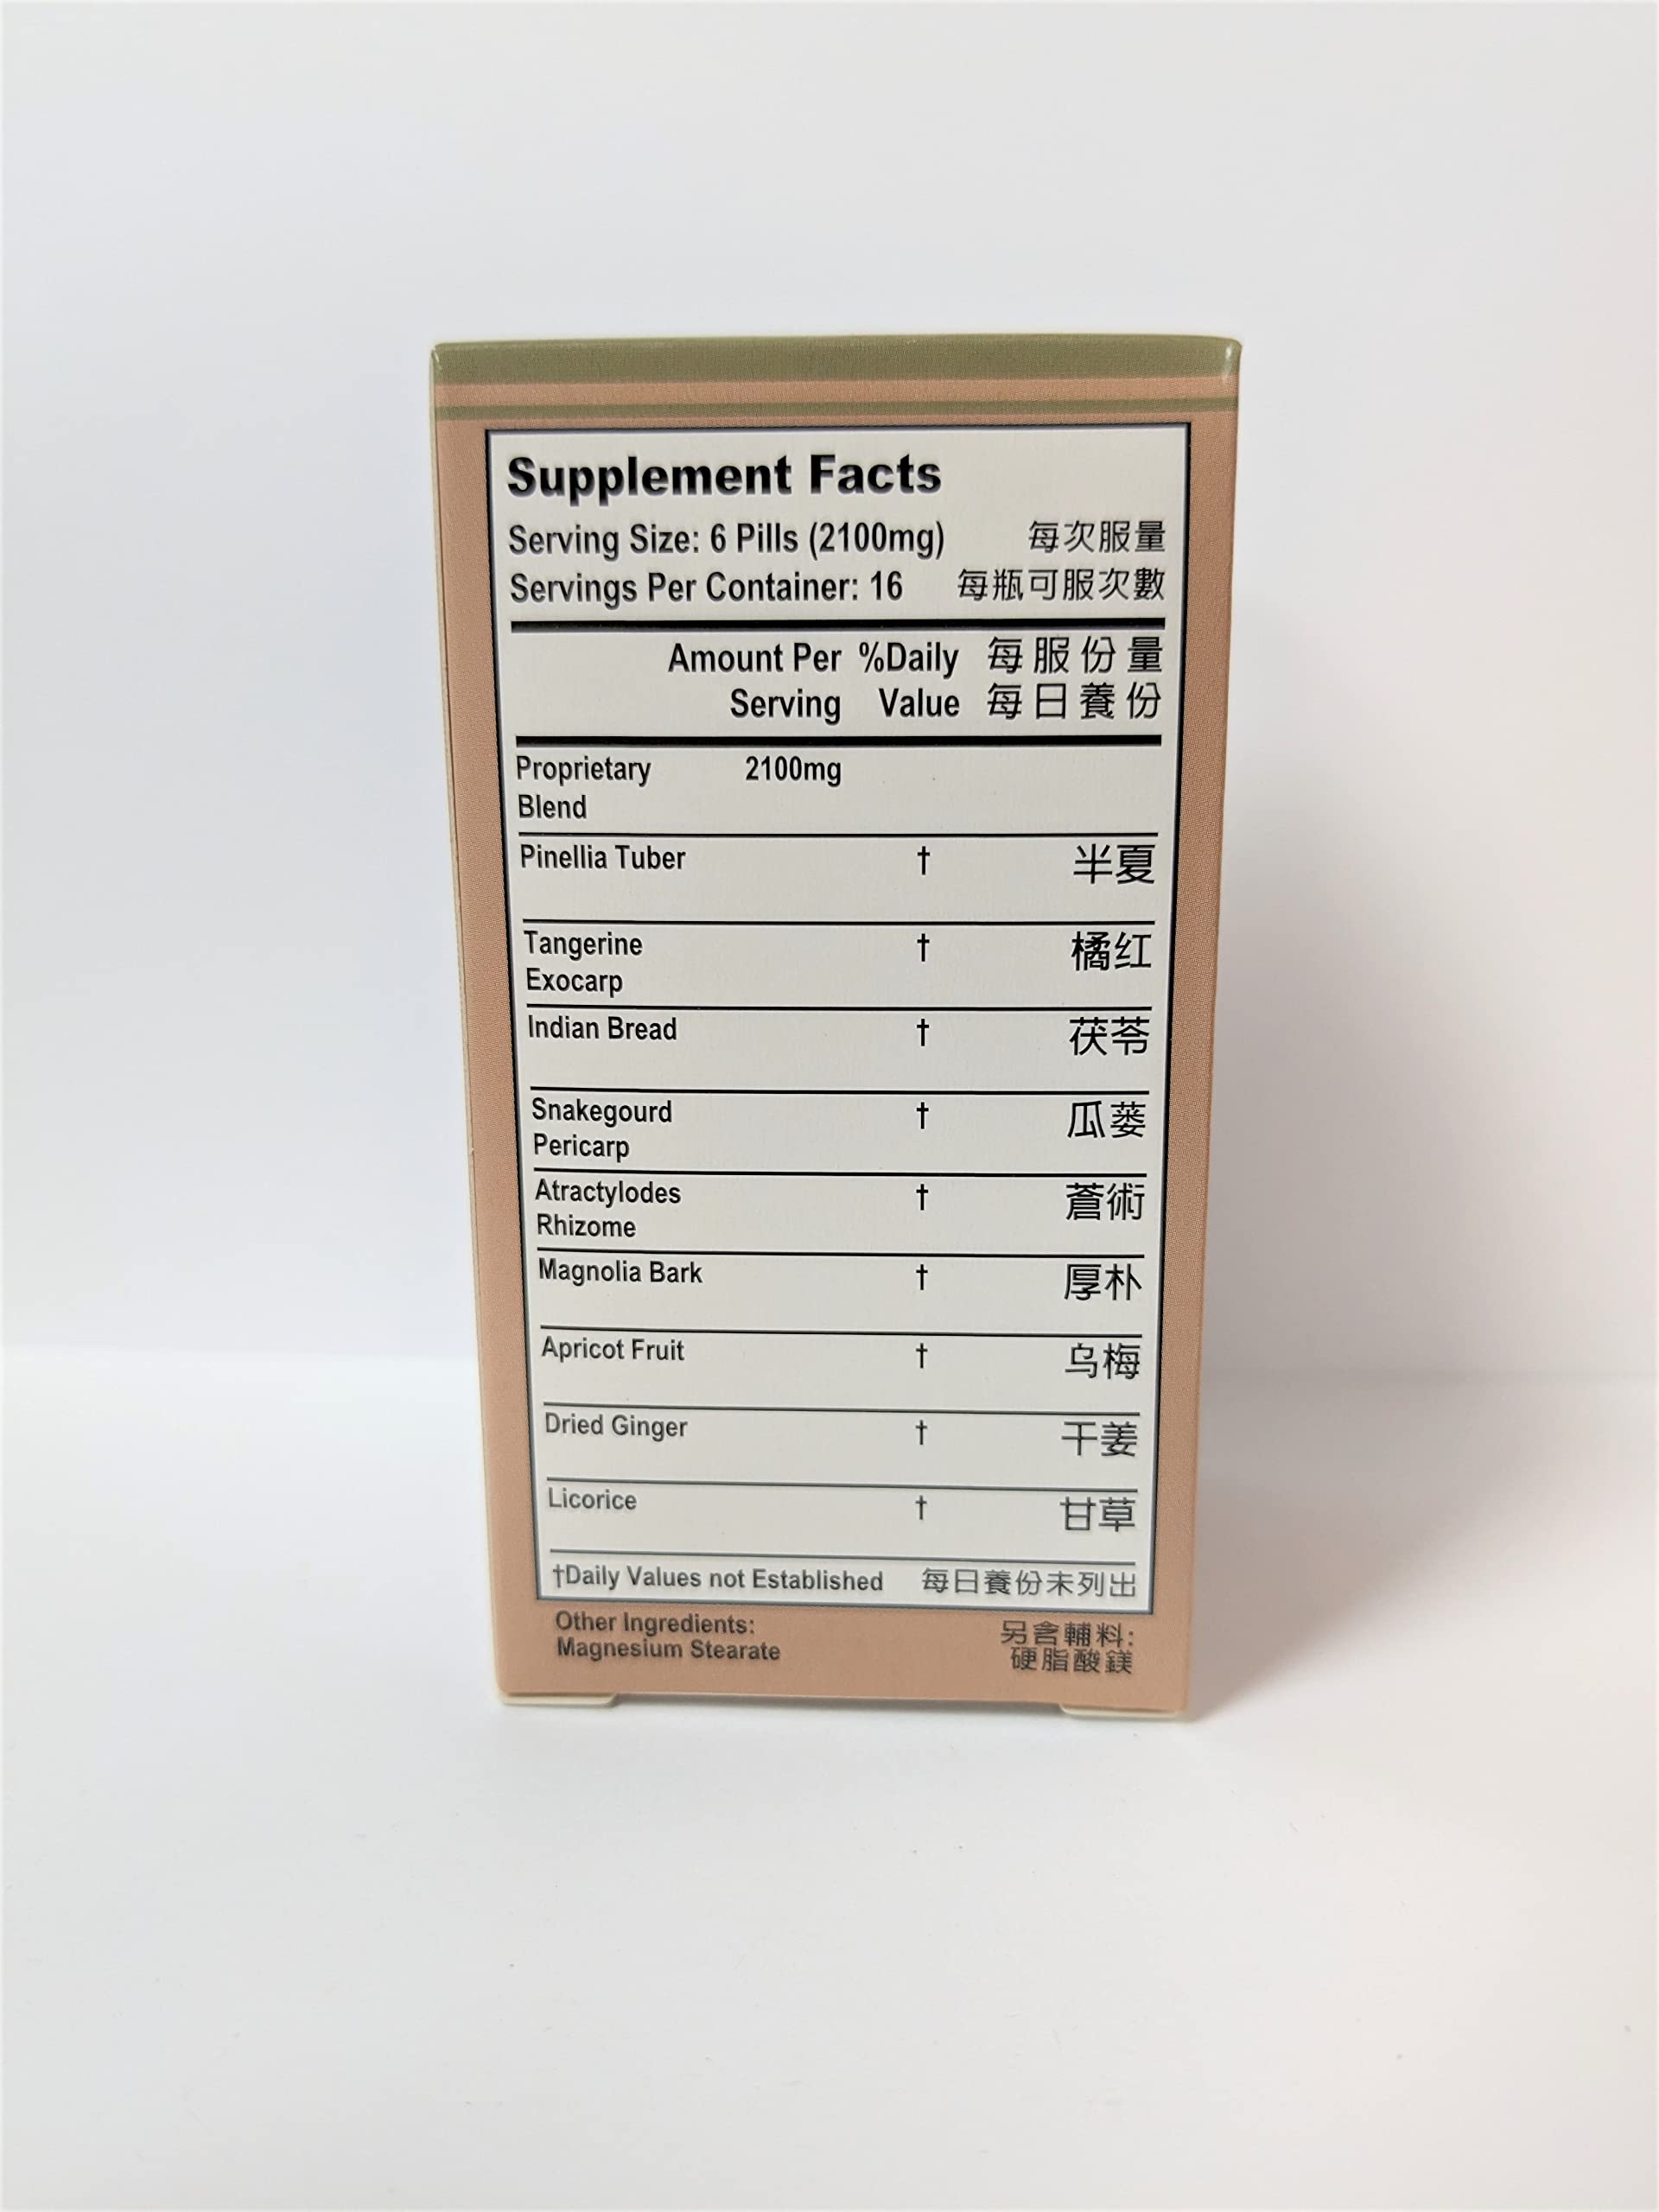 Supplement Facts
Serving Size: 6 Pills (2100mg) 每次服量
Servings Per Container: 16 每瓶可服次數
Amount Per %Daily 每服份量
Serving Value 每日養份
Proprietary 2100mg
Blend
Pinellia Tuber † 半夏
Tangerine † 橘红
Exocarp
Indian Bread † 茯苓
Snakegourd † 瓜蒌
Pericarp
Atractylodes † 蒼術
Rhizome
Magnolia Bark † 厚朴
Apricot Fruit † 乌梅
Dried Ginger † 干姜
Licorice † 甘草
†Daily Values not Established 每日養份未列出
Other Ingredients: 另含輔料:
Magnesium Stearate 硬脂酸鎂